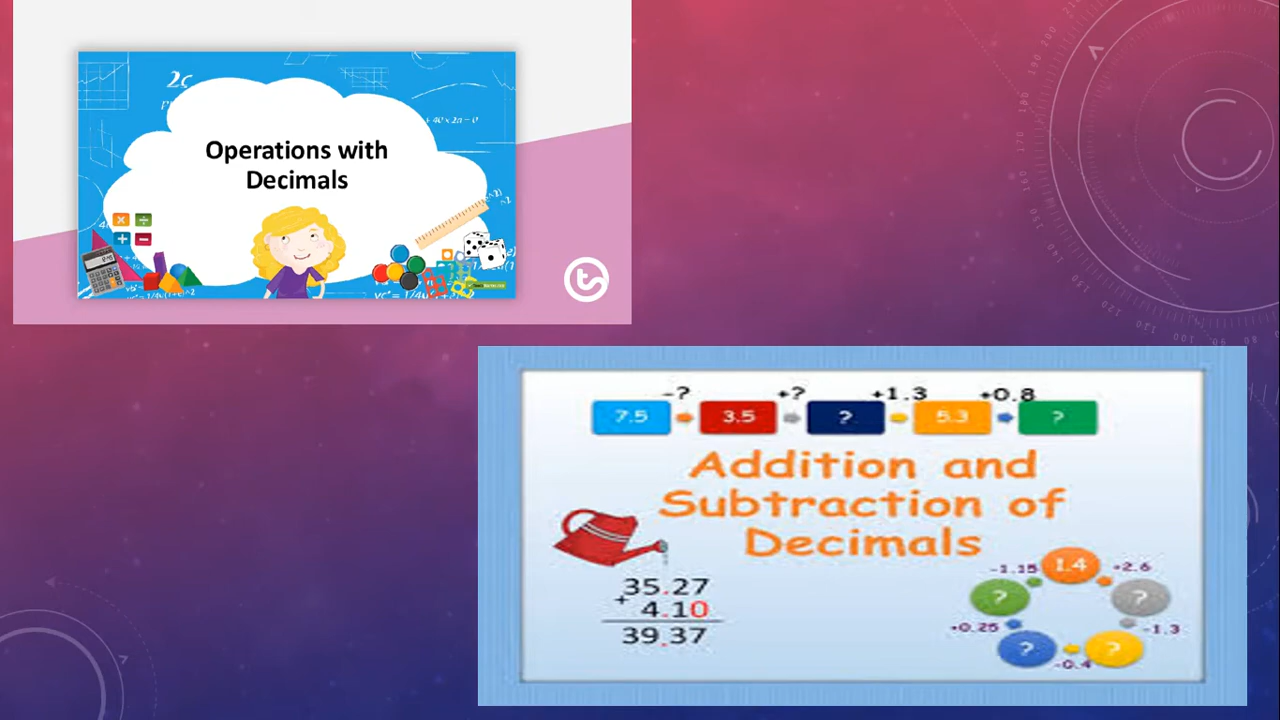 Operations with
Decimals
-? +? +1.3 +0.8
7.5 3.5 ? 5.3 ?
Addition and
Subtraction of
Decimals
35.27
+ 4.10
39.37
1.4
-1.15 +2.6
? ?
+0.25 -1.3
? ?
-0.4